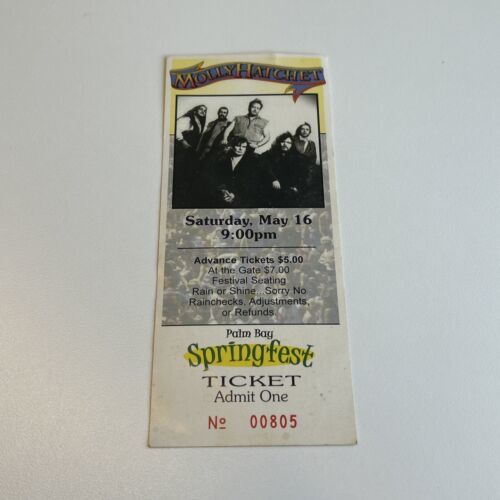 MOLLY HATCHET
Saturday, May 16
9:00pm
Advance Tickets $5.00
At the Gate $7.00
Festival Seating
Rain or Shine...Sorry No
Rainchecks, Adjustments,
or Refunds.
Palm Bay
Springfest
TICKET
Admit One
Nº 00805